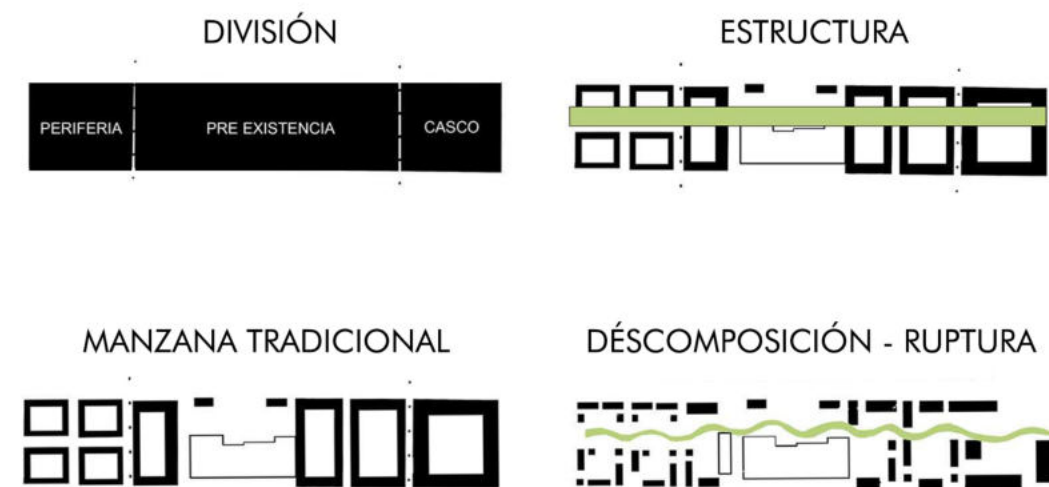 DIVISIÓN
PERIFERIA
PRE EXISTENCIA
CASCO
ESTRUCTURA
MANZANA TRADICIONAL
DÉSCOMPOSICIÓN - RUPTURA